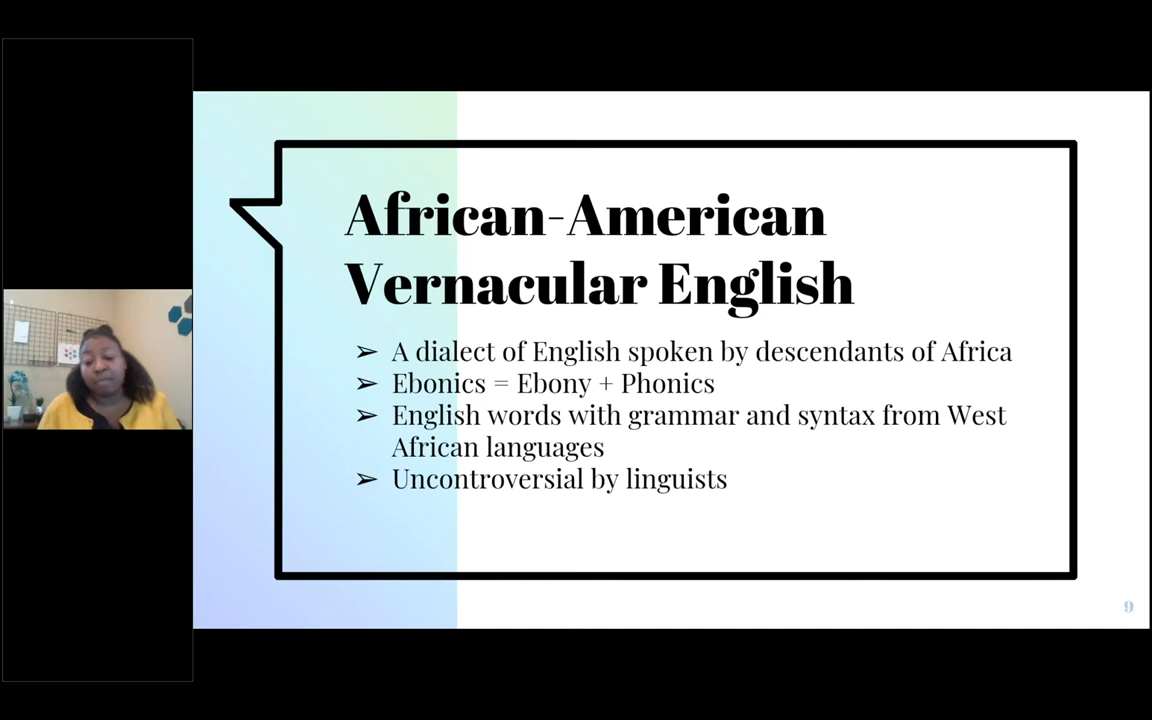 African-American
Vernacular English
➢ A dialect of English spoken by descendants of Africa
➢ Ebonics = Ebony + Phonics
➢ English words with grammar and syntax from West
African languages
➢ Uncontroversial by linguists
9